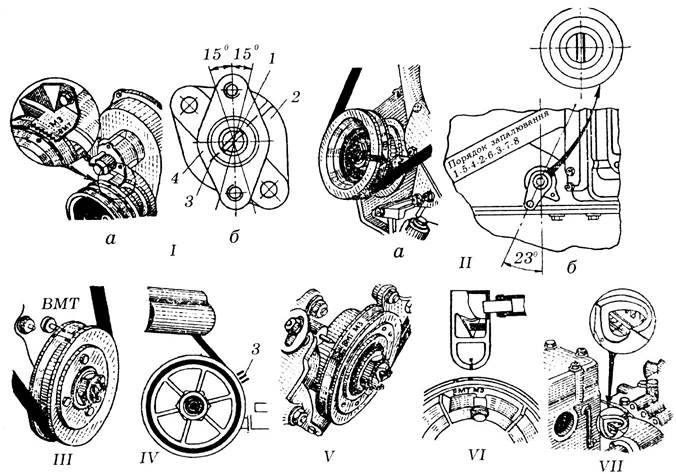 15° 15°
1
2
4
3
а
I
б
Порядок запалювання
1-5-4-2-6-3-7-8
23°
а
II
б
ВМТ
III
3
IV
V
ВМТ МЗ
VI
VII